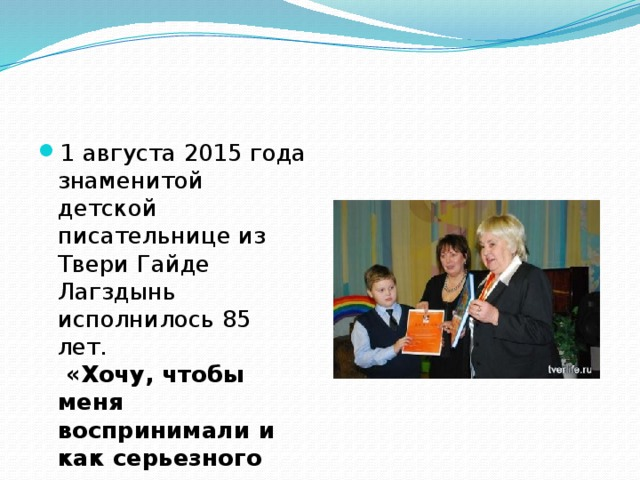 1 августа 2015 года
знаменитой
детской
писательнице из
Твери Гайде
Лагздынь
исполнилось 85
лет.
«Хочу, чтобы
меня
воспринимали и
как серьезного
tverlife.ru